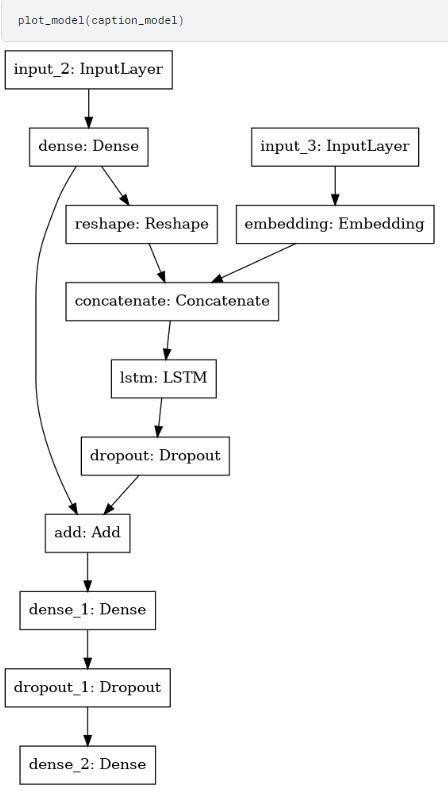 plot_model(caption_model)
input_2: InputLayer
dense: Dense
input_3: InputLayer
reshape: Reshape
embedding: Embedding
concatenate: Concatenate
lstm: LSTM
dropout: Dropout
add: Add
dense_1: Dense
dropout_1: Dropout
dense_2: Dense